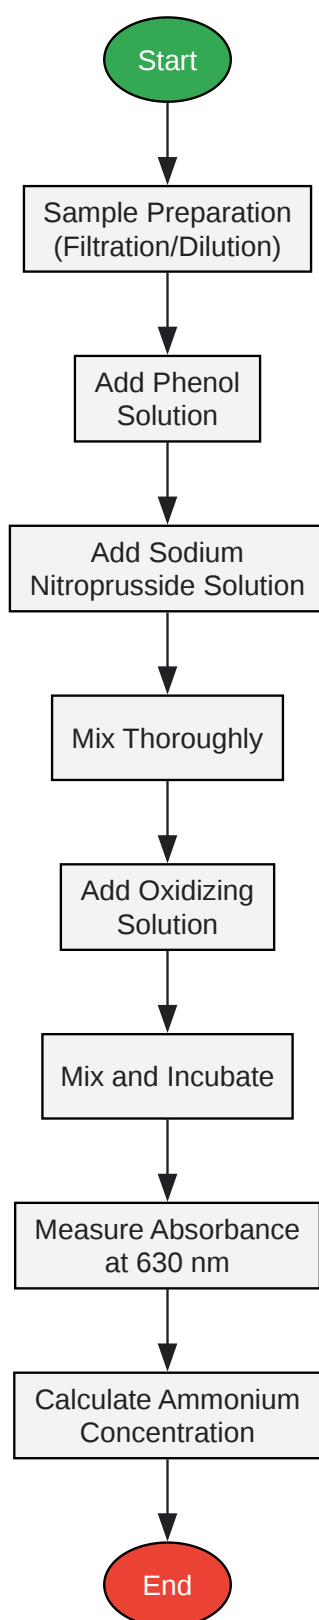 Start
Sample Preparation
(Filtration/Dilution)
Add Phenol
Solution
Add Sodium
Nitroprusside Solution
Mix Thoroughly
Add Oxidizing
Solution
Mix and Incubate
Measure Absorbance
at 630 nm
Calculate Ammonium
Concentration
End